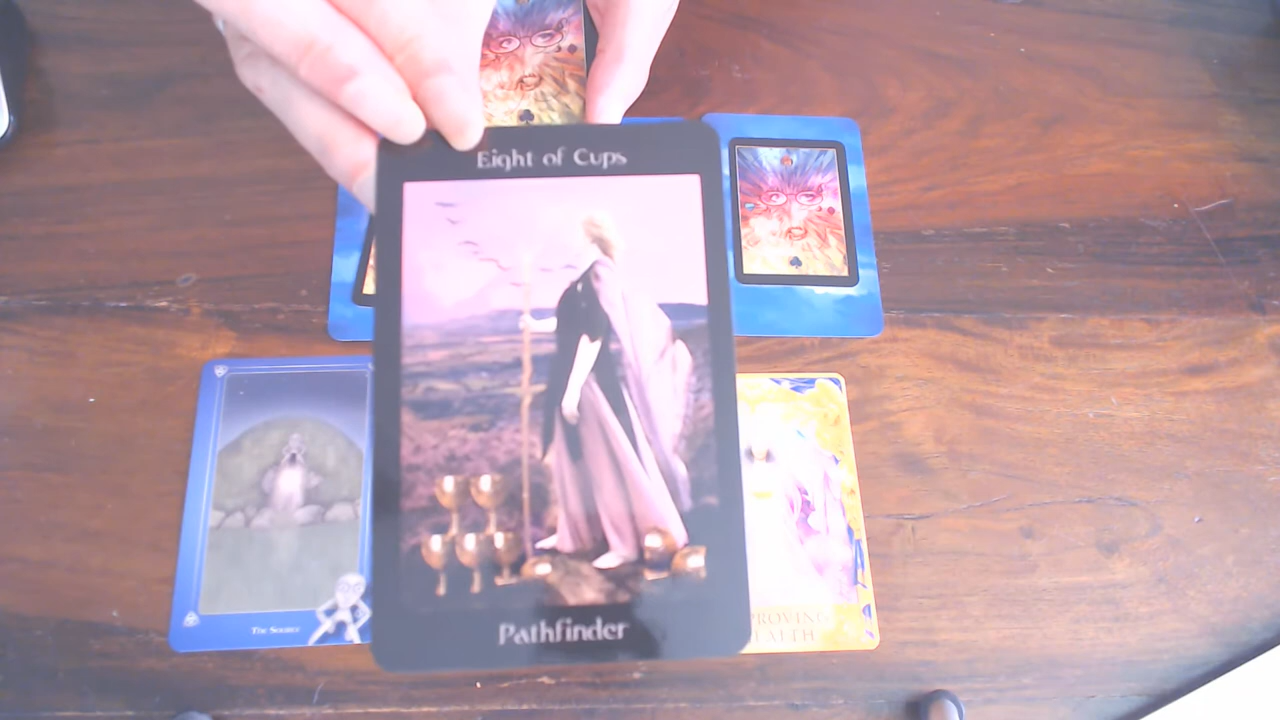 Eight of Cups
Pathfinder
The Source
PROVING
EALTH